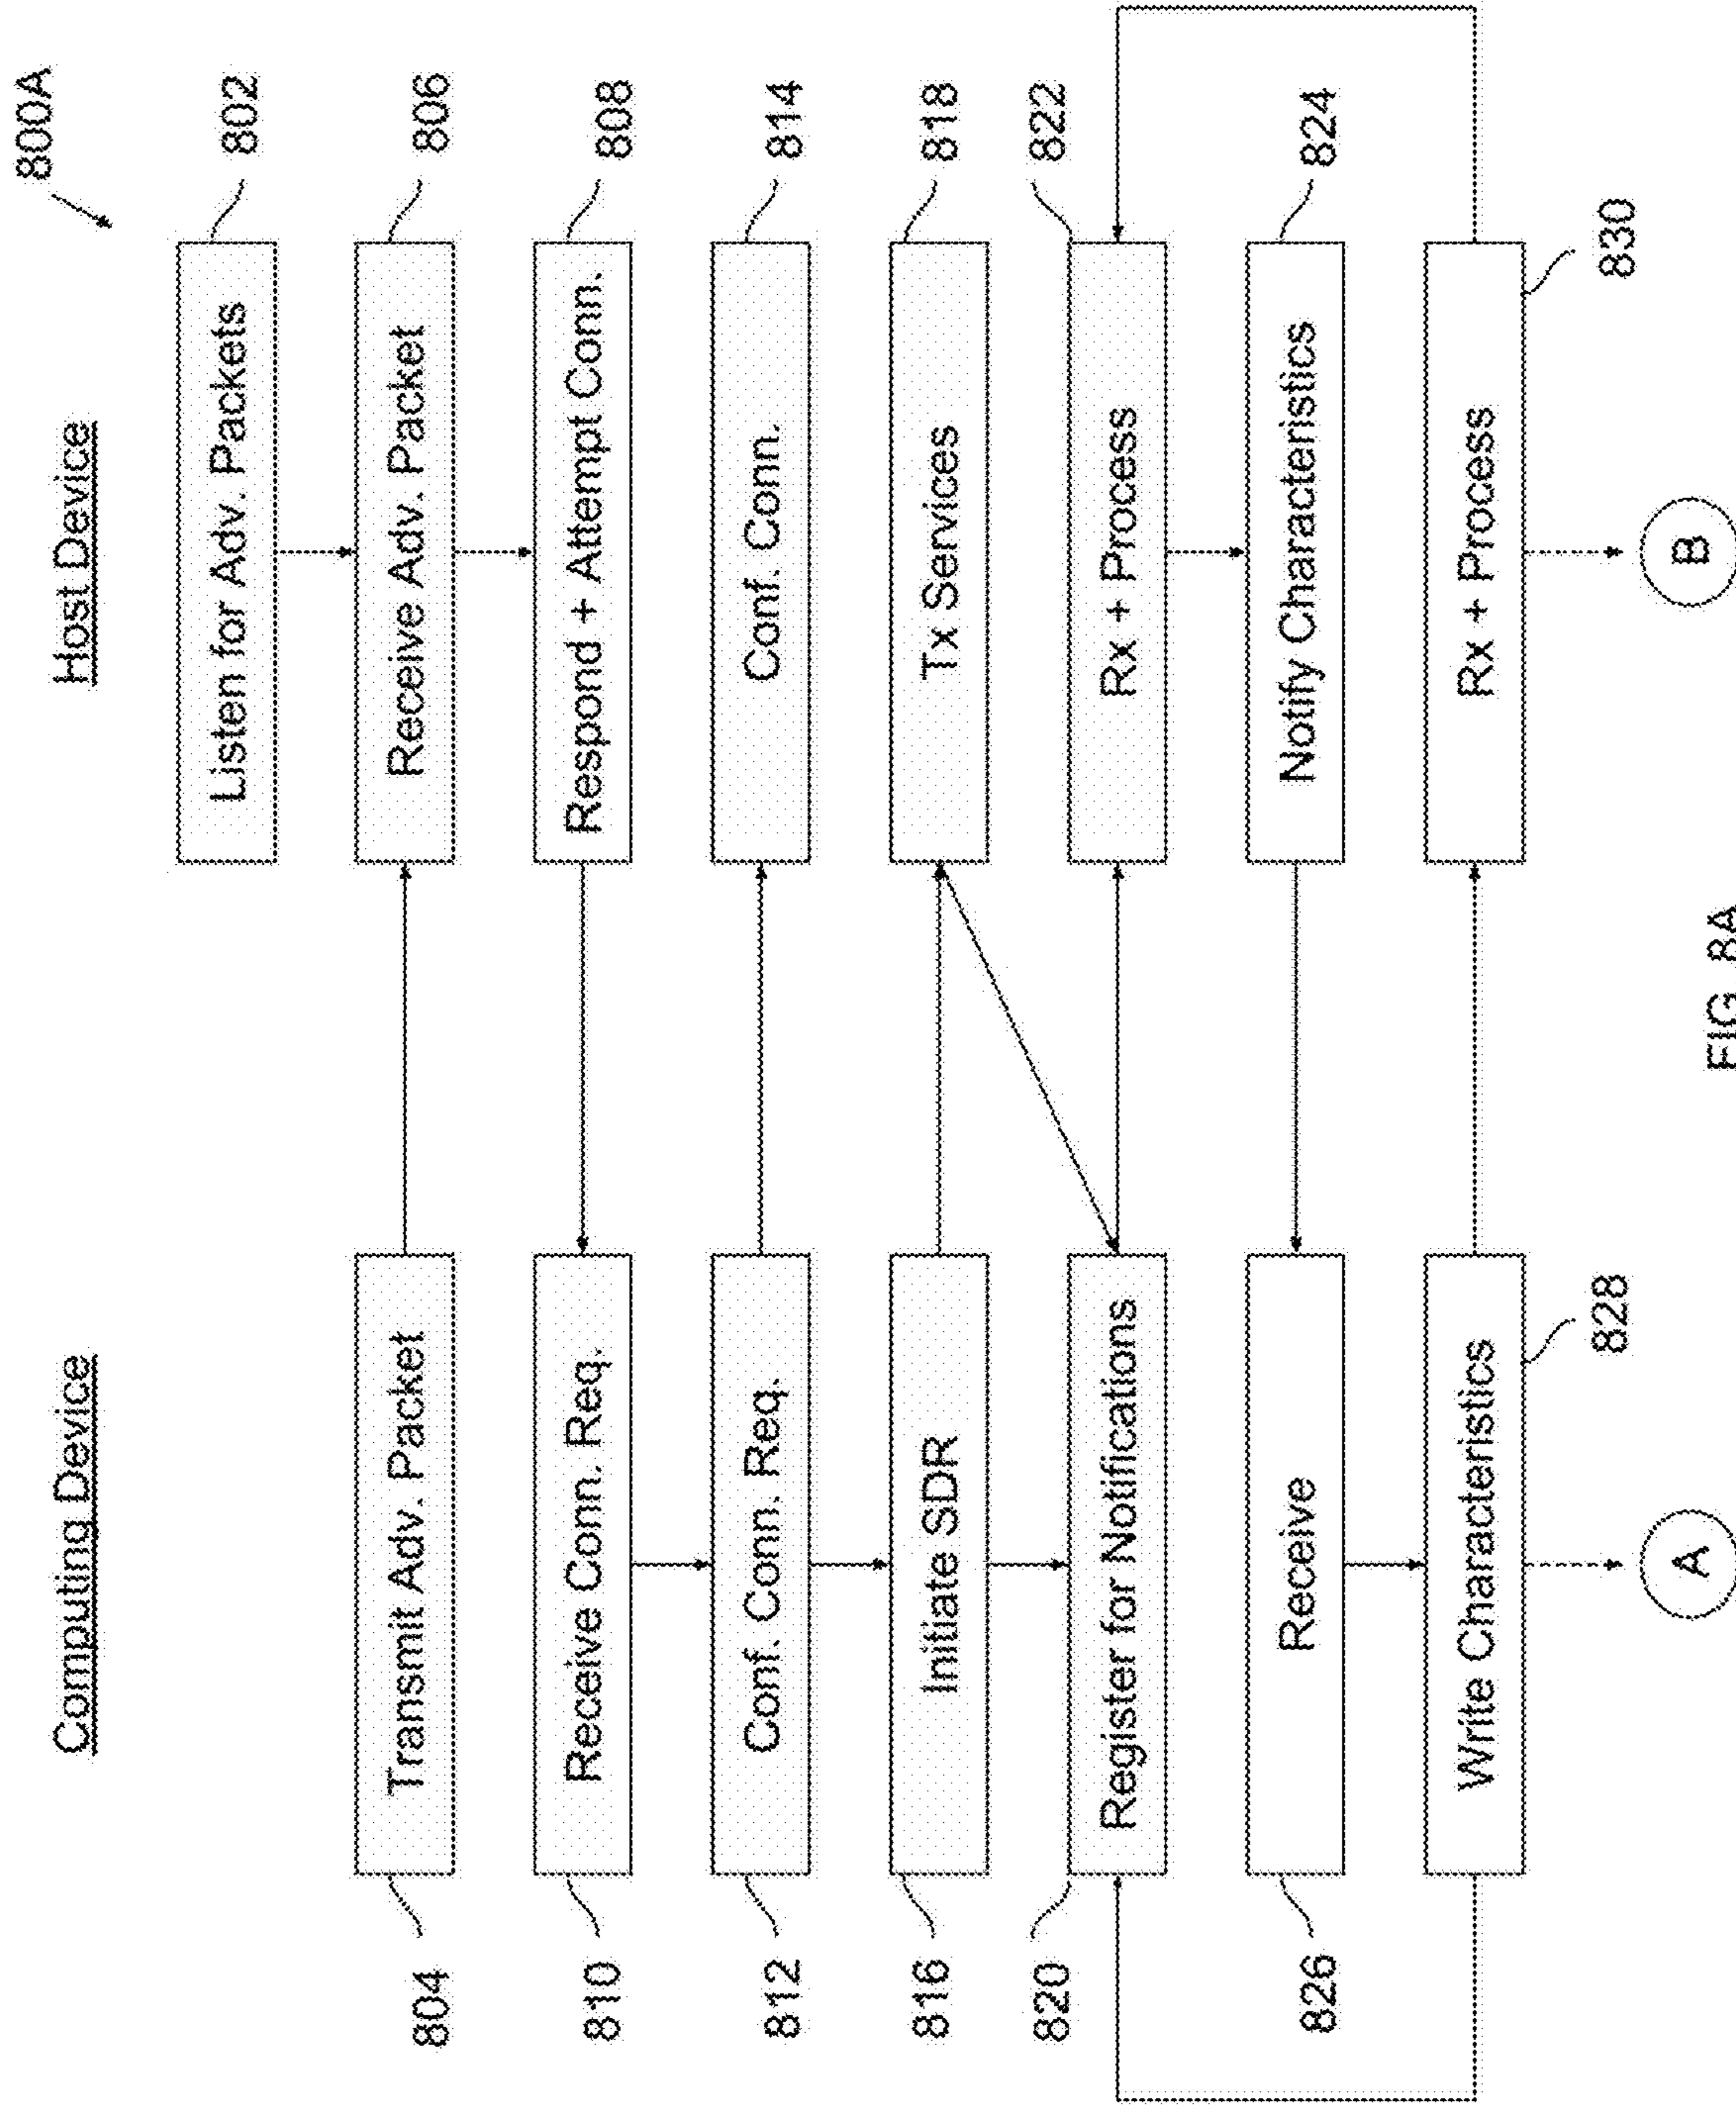 800A
Computing Device
Host Device
Listen for Adv. Packets
802
804
Transmit Adv. Packet
Receive Adv. Packet
806
810
Receive Conn. Req.
Respond + Attempt Conn.
808
812
Conf. Conn. Req.
Conf. Conn.
814
816
Initiate SDR
Tx Services
818
820
Register for Notifications
Rx + Process
822
826
Receive
Notify Characteristics
824
Write Characteristics
828
Rx + Process
830
A
B
FIG. 8A